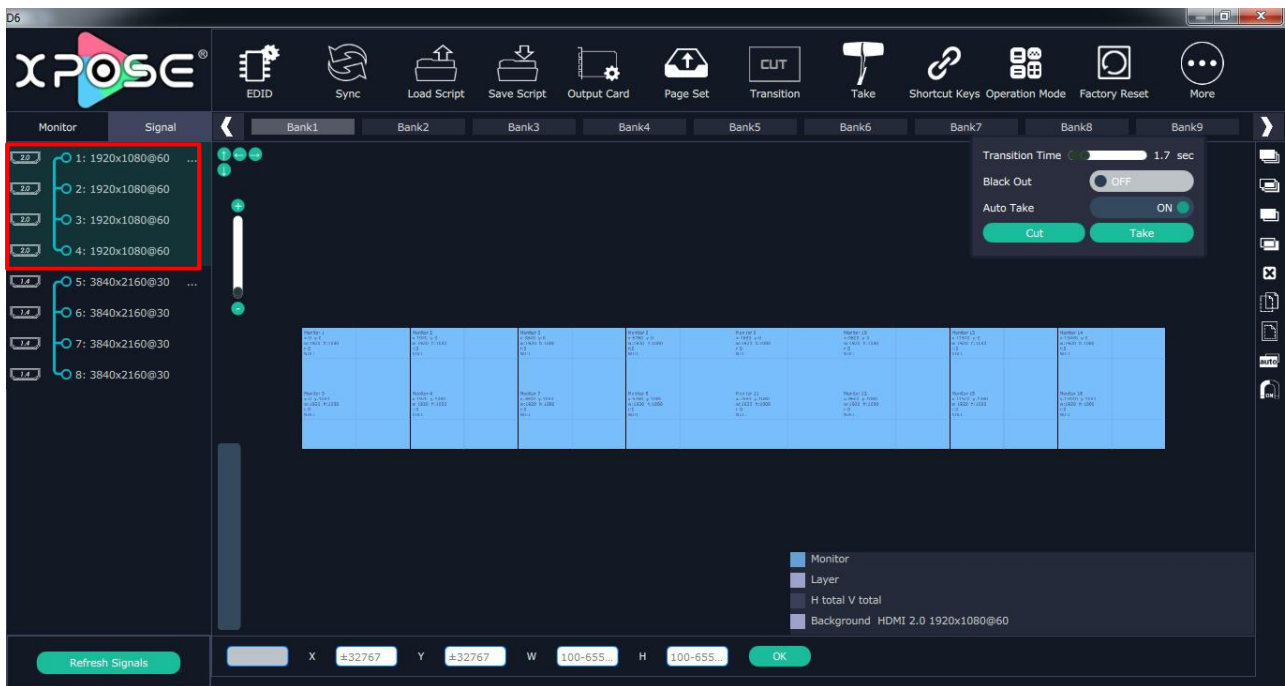 D6
XPOSE®
EDID Sync Load Script Save Script Output Card Page Set CUT Transition Take Shortcut Keys Operation Mode Factory Reset More
Monitor Signal
Bank1 Bank2 Bank3 Bank4 Bank5 Bank6 Bank7 Bank8 Bank9
2.0 1: 1920x1080@60 ...
2.0 2: 1920x1080@60
2.0 3: 1920x1080@60
2.0 4: 1920x1080@60
1.4 5: 3840x2160@30 ...
1.4 6: 3840x2160@30
1.4 7: 3840x2160@30
1.4 8: 3840x2160@30
Transition Time 1.7 sec
Black Out OFF
Auto Take ON
Cut Take
auto
ON
Monitor
Layer
H total V total
Background HDMI 2.0 1920x1080@60
Refresh Signals
X ±32767 Y ±32767 W 100-655... H 100-655... OK